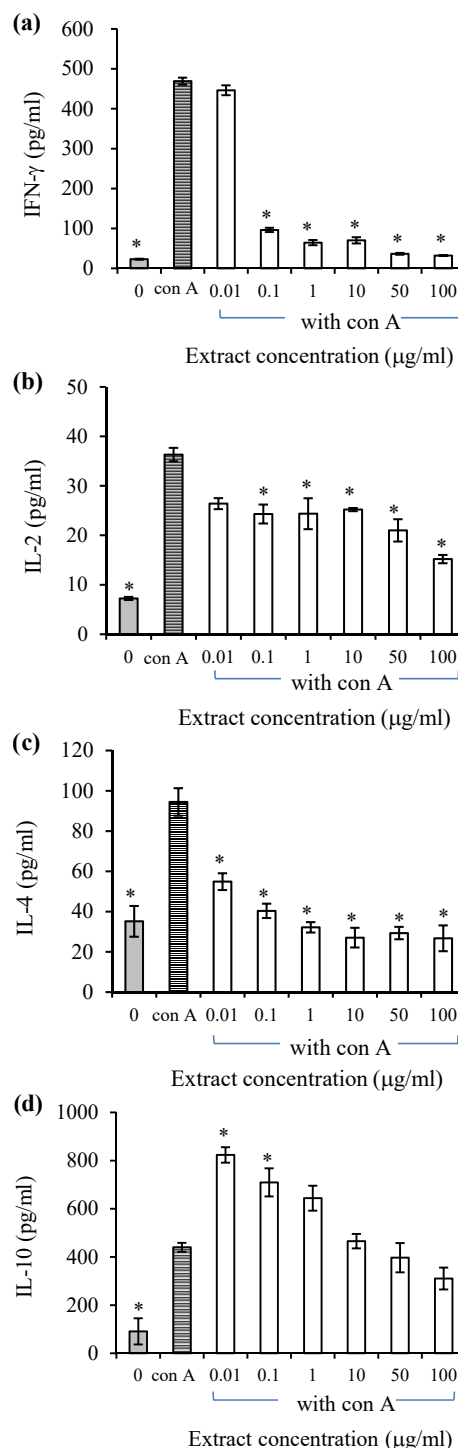 (a)
600
500
400
300
200
100
0
IFN-γ (pg/ml)
* * * * * *
0 con A 0.01 0.1 1 10 50 100
with con A
Extract concentration (μg/ml)
(b)
50
40
30
20
10
0
IL-2 (pg/ml)
* * * * * *
0 con A 0.01 0.1 1 10 50 100
with con A
Extract concentration (μg/ml)
(c)
120
100
80
60
40
20
0
IL-4 (pg/ml)
* * * * * * *
0 con A 0.01 0.1 1 10 50 100
with con A
Extract concentration (μg/ml)
(d)
1000
800
600
400
200
0
IL-10 (pg/ml)
* * *
0 con A 0.01 0.1 1 10 50 100
with con A
Extract concentration (μg/ml)